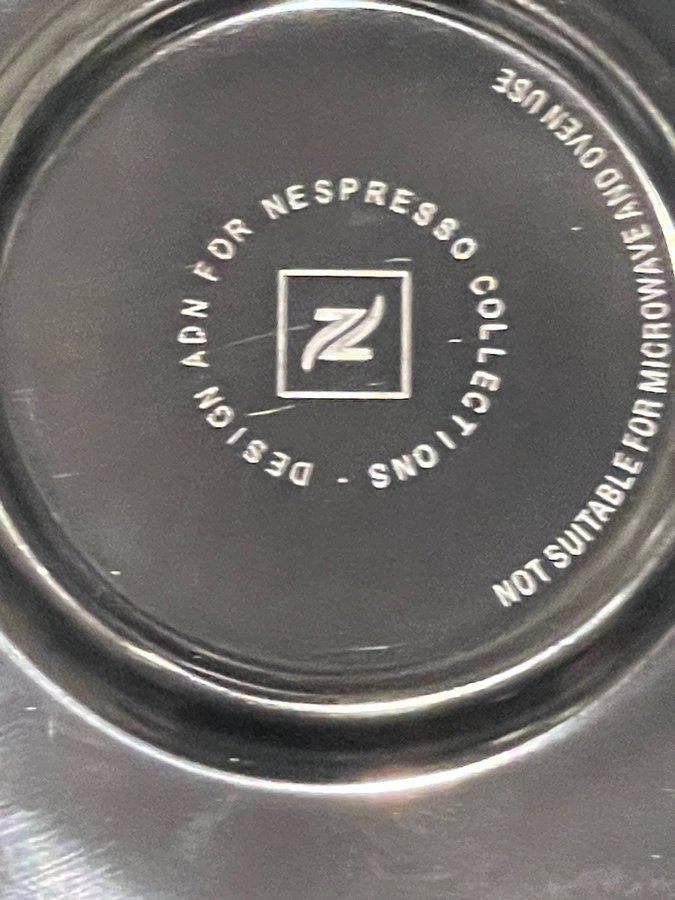 DESIGN ADN FOR NESPRESSO COLLECTIONS ·
N
NOT SUITABLE FOR MICROWAVE AND OVEN USE